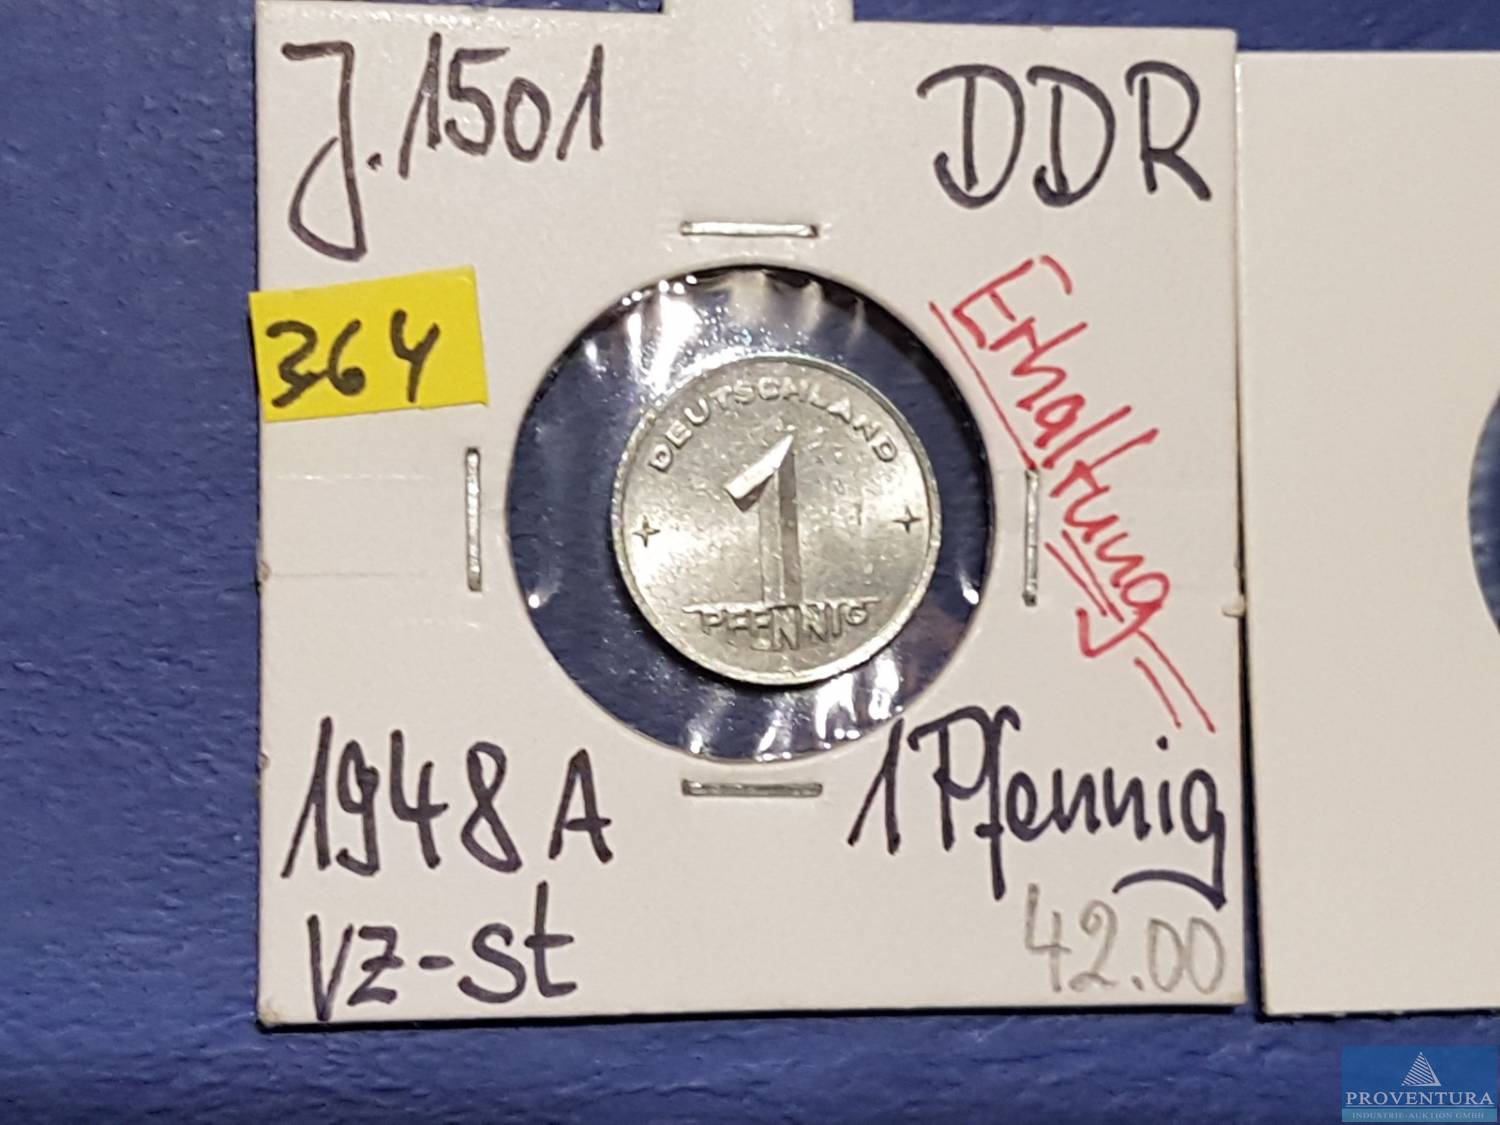 J.1501
DDR
364
Erhaltung
DEUTSCHLAND
1
PFENNIG
A
1948 A
1 Pfennig
vz-st
42.00
PROVENTURA
INDUSTRIE-AUKTION GMBH